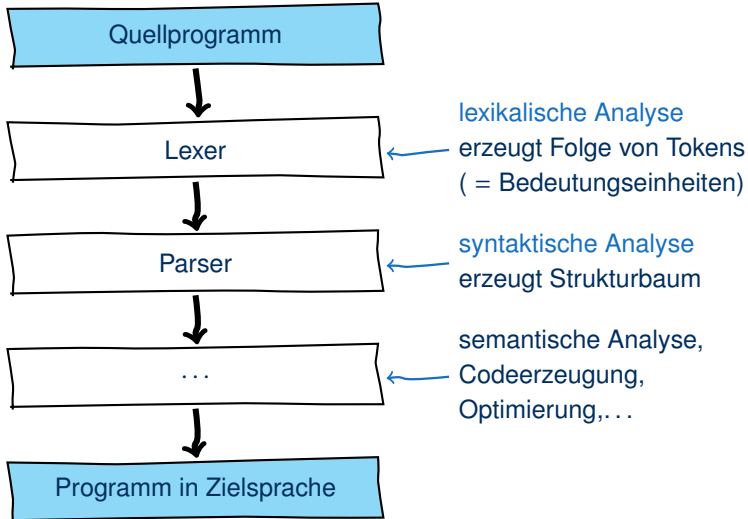 Quellprogramm
lexikalische Analyse
Lexer
erzeugt Folge von Tokens
( = Bedeutungseinheiten)
syntaktische Analyse
Parser
erzeugt Strukturbaum
semantische Analyse,
...
Codeerzeugung,
Optimierung,...
Programm in Zielsprache